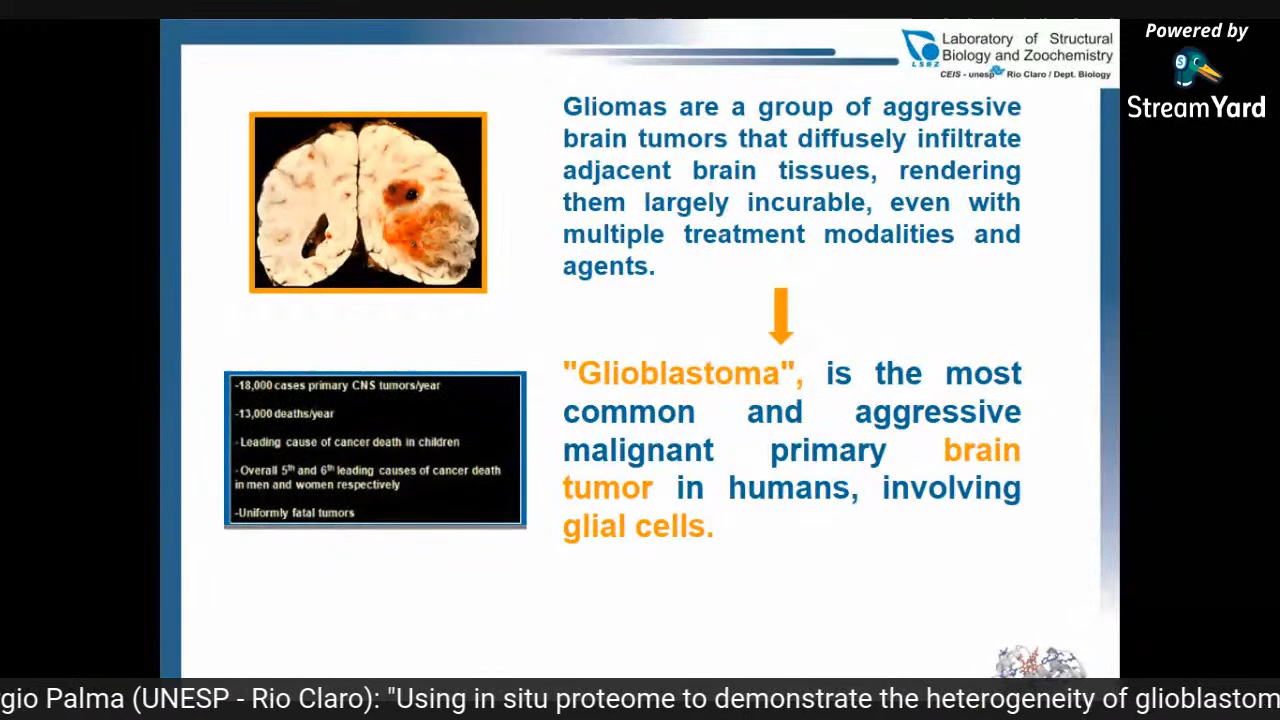 Powered by
StreamYard
Laboratory of Structural
Biology and Zoochemistry
LSBZ
CEIS - unesp Rio Claro / Dept. Biology
Gliomas are a group of aggressive
brain tumors that diffusely infiltrate
adjacent brain tissues, rendering
them largely incurable, even with
multiple treatment modalities and
agents.
"Glioblastoma", is the most
common and aggressive
malignant primary brain
tumor in humans, involving
glial cells.
-18,000 cases primary CNS tumors/year
-13,000 deaths/year
- Leading cause of cancer death in children
- Overall 5th and 6th leading causes of cancer death
in men and women respectively
-Uniformly fatal tumors
rgio Palma (UNESP - Rio Claro): "Using in situ proteome to demonstrate the heterogeneity of glioblastom